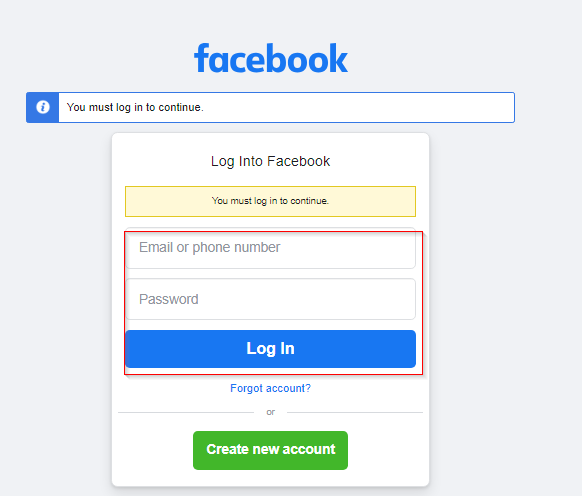 facebook
You must log in to continue.
Log Into Facebook
You must log in to continue.
Email or phone number
Password
Log In
Forgot account?
or
Create new account